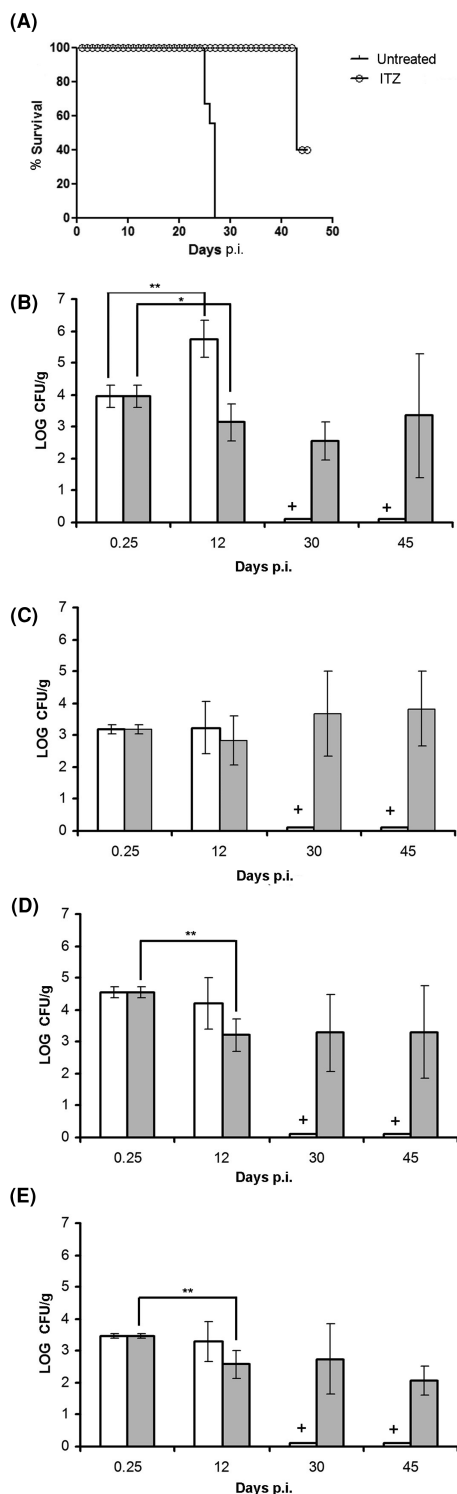 (A)
100
80
60
40
20
0
% Survival
0 10 20 30 40 50
Days p.i.
Untreated
ITZ
(B)
7
6
5
4
3
2
1
0
LOG CFU/g
**
*
+ +
0.25 12 30 45
Days p.i.
(C)
7
6
5
4
3
2
1
0
LOG CFU/g
+ +
0.25 12 30 45
Days p.i.
(D)
7
6
5
4
3
2
1
0
LOG CFU/g
**
+ +
0.25 12 30 45
Days p.i.
(E)
7
6
5
4
3
2
1
0
LOG CFU/g
**
+ +
0.25 12 30 45
Days p.i.